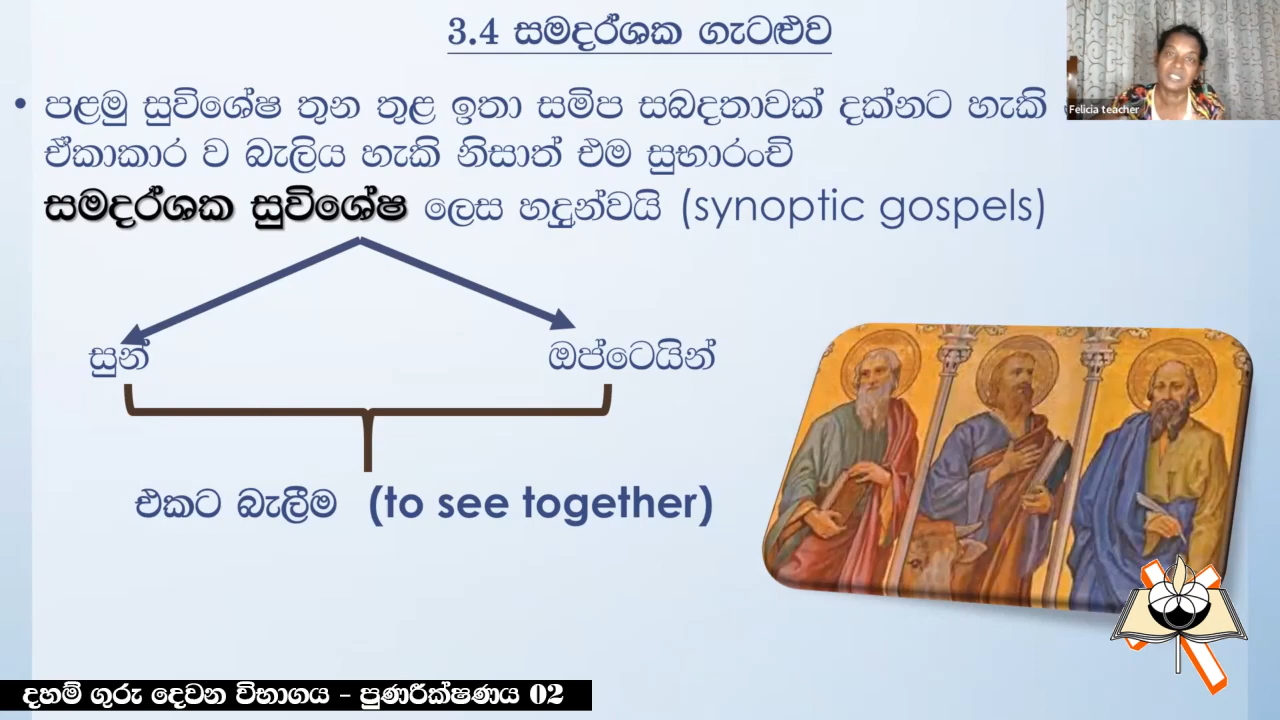 3.4 සමදර්ශක ගැටළුව
Felicia teacher
• පළමු සුවිශේෂ තුන තුළ ඉතා සමිප සබදතාවක් දක්නට හැකි
ඒකාකාර ව බැලිය හැකි නිසාත් එම සුභාරංචි
සමදර්ශක සුවිශේෂ ලෙස හඳුන්වයි (synoptic gospels)
සුන් ඔප්ටෙයින්
එකට බැලීම (to see together)
දහම් ගුරු දෙවන විභාගය - පුණරීක්ෂණය 02